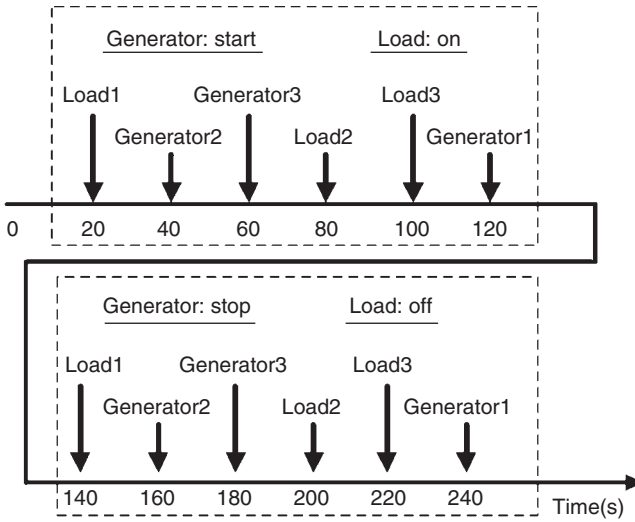 Generator: start Load: on
Load1 Generator3 Load3
Generator2 Load2 Generator1
0 20 40 60 80 100 120
Generator: stop Load: off
Load1 Generator3 Load3
Generator2 Load2 Generator1
140 160 180 200 220 240 Time(s)